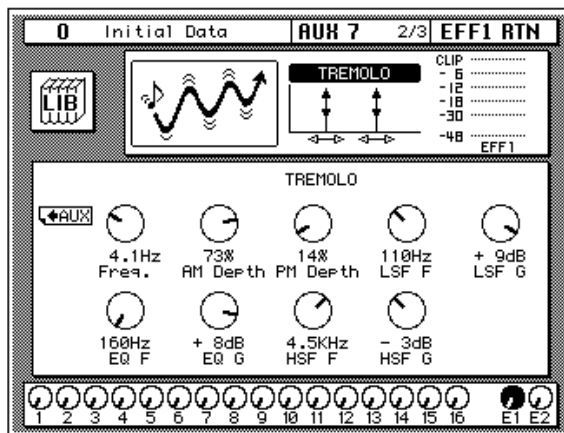 0 Initial Data AUX 7 2/3 EFF1 RTN
LIB
TREMOLO
CLIP
- 6
-12
-18
-30
-48
EFF1
TREMOLO
←AUX
4.1Hz 73% 14% 110Hz + 9dB
Freq. AM Depth PM Depth LSF F LSF G
160Hz + 8dB 4.5KHz - 3dB
EQ F EQ G HSF F HSF G
1 2 3 4 5 6 7 8 9 10 11 12 13 14 15 16 E1 E2